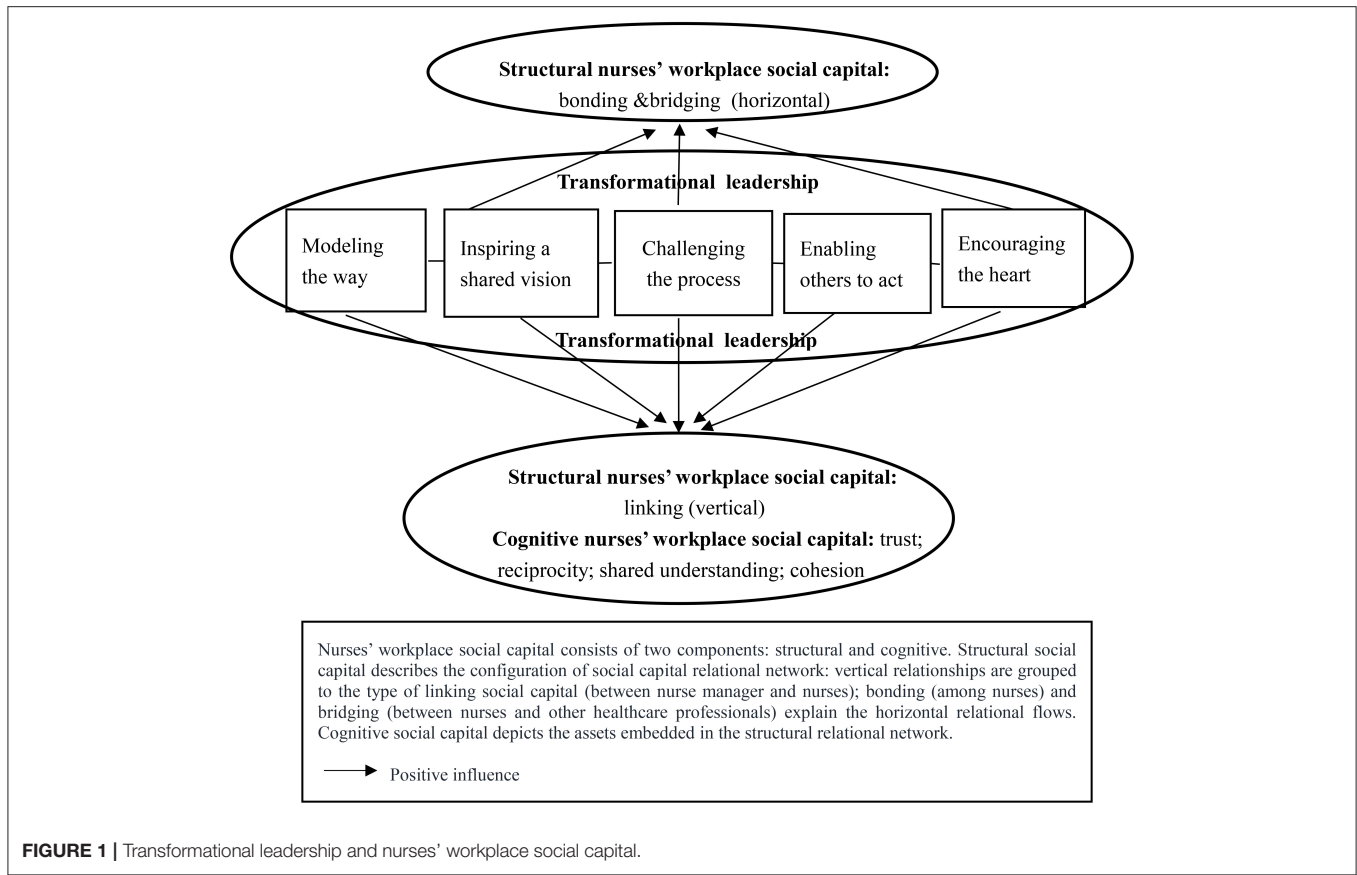 Structural nurses’ workplace social capital:
bonding &bridging (horizontal)
Transformational leadership
Modeling
the way
Inspiring a
shared vision
Challenging
the process
Enabling
others to act
Encouraging
the heart
Transformational leadership
Structural nurses’ workplace social capital:
linking (vertical)
Cognitive nurses’ workplace social capital: trust;
reciprocity; shared understanding; cohesion
Nurses’ workplace social capital consists of two components: structural and cognitive. Structural social
capital describes the configuration of social capital relational network: vertical relationships are grouped
to the type of linking social capital (between nurse manager and nurses); bonding (among nurses) and
bridging (between nurses and other healthcare professionals) explain the horizontal relational flows.
Cognitive social capital depicts the assets embedded in the structural relational network.
Positive influence
FIGURE 1 | Transformational leadership and nurses’ workplace social capital.